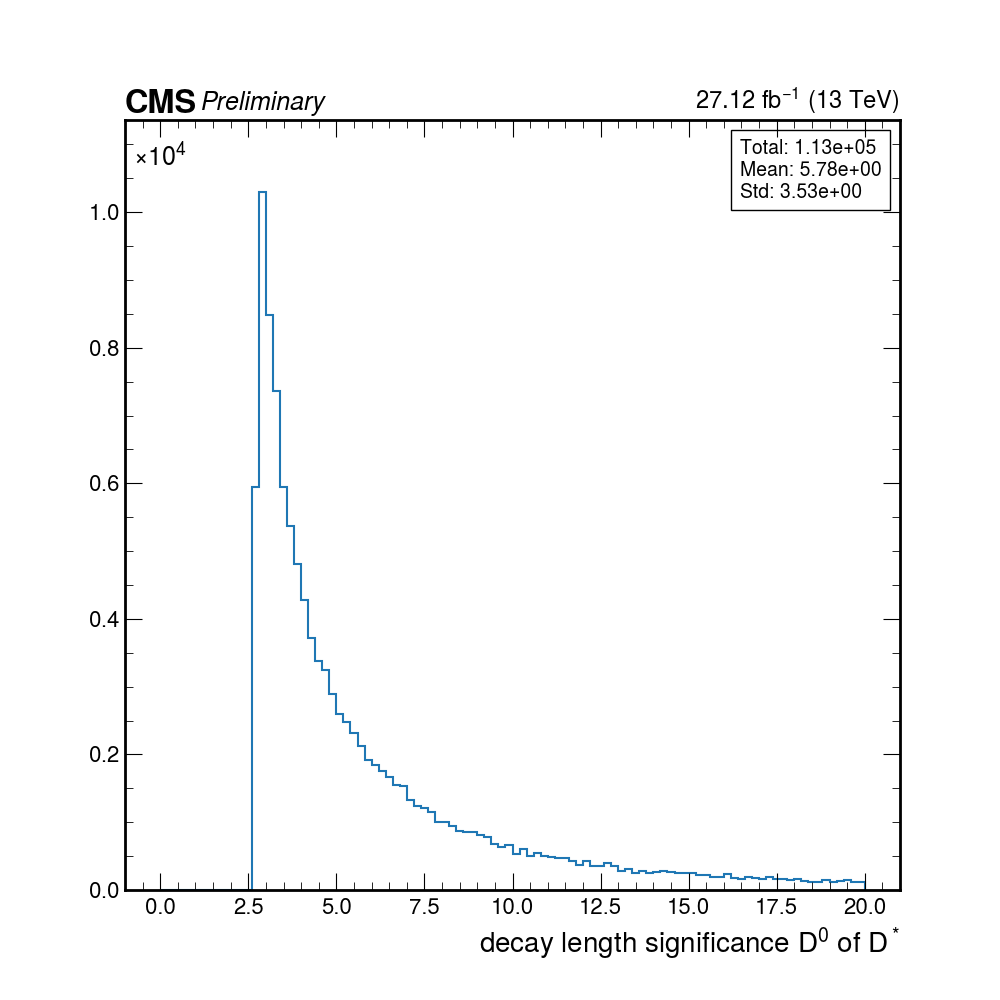 CMS Preliminary
27.12 fb⁻¹ (13 TeV)
×10⁴
Total: 1.13e+05
Mean: 5.78e+00
Std: 3.53e+00
1.0
0.8
0.6
0.4
0.2
0.0
0.0 2.5 5.0 7.5 10.0 12.5 15.0 17.5 20.0
decay length significance D⁰ of D*